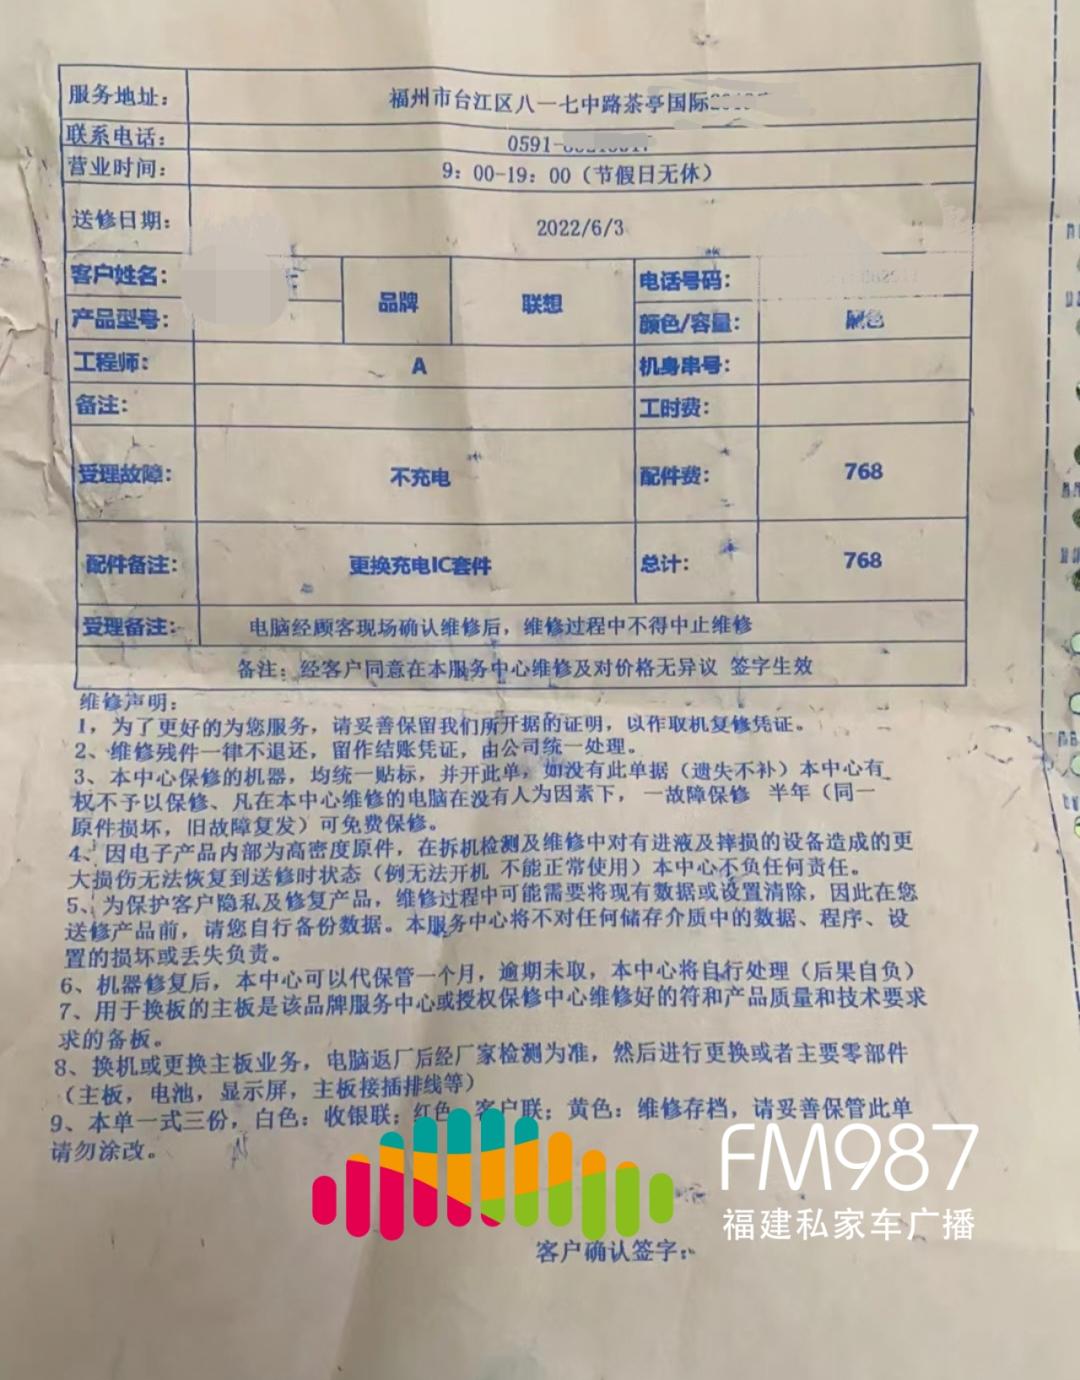 服务地址： 福州市台江区八一七中路茶亭国际
联系电话： 0591-
营业时间： 9：00-19：00（节假日无休）
送修日期： 2022/6/3
客户姓名： 品牌 联想 电话号码：
产品型号： 颜色/容量： 黑色
工程师： A 机身串号：
备注： 工时费：
受理故障： 不充电 配件费： 768
配件备注： 更换充电IC套件 总计： 768
受理备注： 电脑经顾客现场确认维修后，维修过程中不得中止维修
备注：经客户同意在本服务中心维修及对价格无异议 签字生效
维修声明：
1，为了更好的为您服务，请妥善保留我们所开据的证明，以作取机复修凭证。
2、维修残件一律不退还，留作结账凭证，由公司统一处理。
3、本中心保修的机器，均统一贴标，并开此单，如没有此单据（遗失不补）本中心有
权不予以保修、凡在本中心维修的电脑在没有人为因素下， 一故障保修 半年（同一
原件损坏，旧故障复发）可免费保修。
4、因电子产品内部为高密度原件，在拆机检测及维修中对有进液及摔损的设备造成的更
大损伤无法恢复到送修时状态（例无法开机 不能正常使用）本中心不负任何责任。
5、为保护客户隐私及修复产品，维修过程中可能需要将现有数据或设置清除，因此在您
送修产品前，请您自行备份数据。本服务中心将不对任何储存介质中的数据、程序、设
置的损坏或丢失负责。
6、机器修复后，本中心可以代保管一个月，逾期未取，本中心将自行处理（后果自负）
7、用于换板的主板是该品牌服务中心或授权保修中心维修好的符和产品质量和技术要求
求的备板。
8、换机或更换主板业务，电脑返厂后经厂家检测为准，然后进行更换或者主要零部件
（主板，电池，显示屏，主板接插排线等）
9、本单一式三份，白色：收银联；红色：客户联；黄色：维修存档，请妥善保管此单
请勿涂改。
FM987
福建私家车广播
客户确认签字：